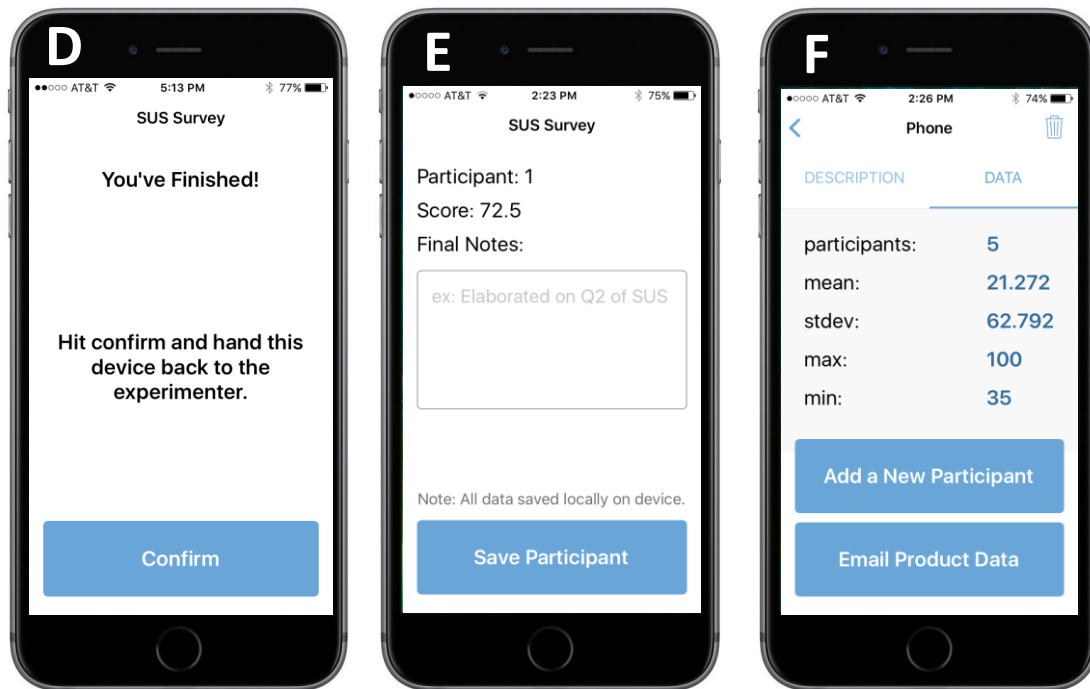 D
●●○○○ AT&T 5:13 PM 77%
SUS Survey
You've Finished!
Hit confirm and hand this
device back to the
experimenter.
Confirm
E
●○○○○ AT&T 2:23 PM 75%
SUS Survey
Participant: 1
Score: 72.5
Final Notes:
ex: Elaborated on Q2 of SUS
Note: All data saved locally on device.
Save Participant
F
●○○○○ AT&T 2:26 PM 74%
Phone
DESCRIPTION DATA
participants: 5
mean: 21.272
stdev: 62.792
max: 100
min: 35
Add a New Participant
Email Product Data